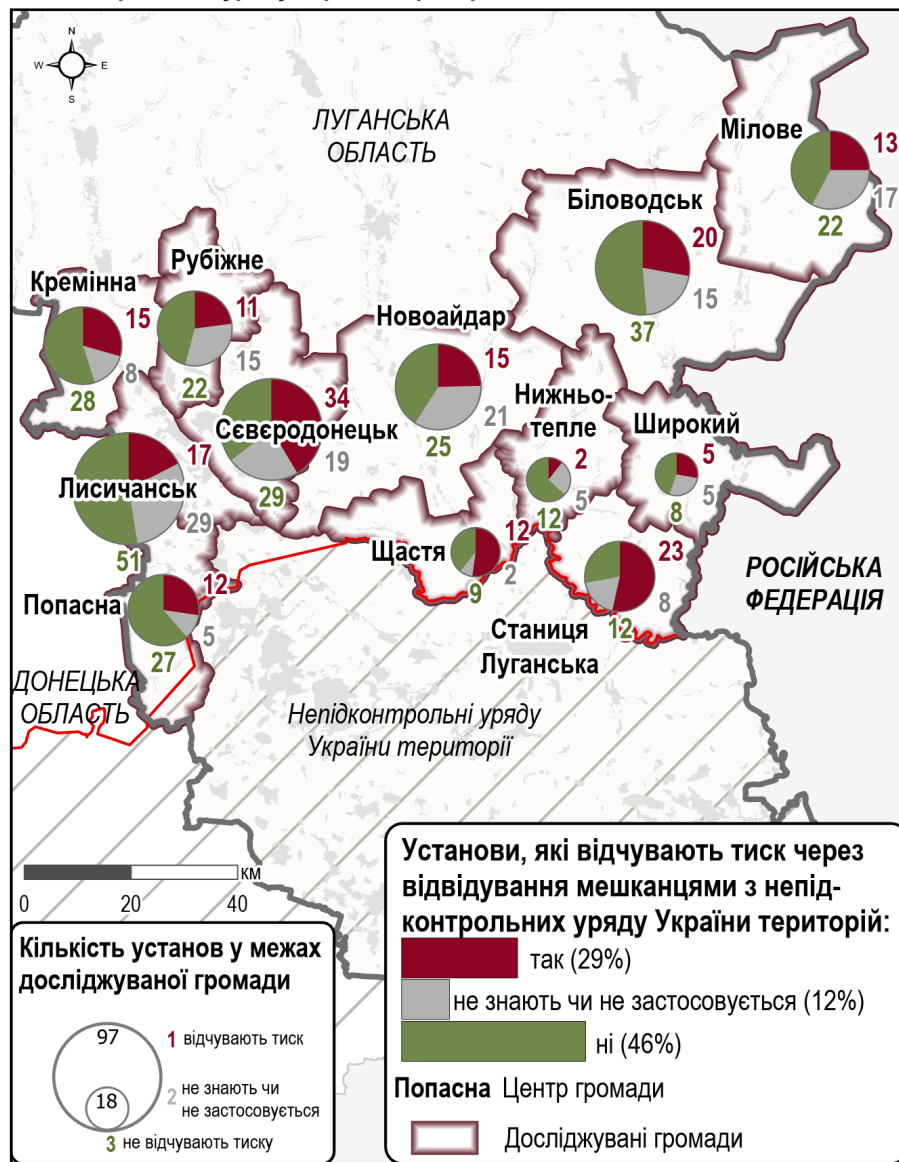 N
W E
S
ЛУГАНСЬКА
ОБЛАСТЬ
Мілове
13
17
22
Біловодськ
20
15
37
Рубіжне
11
15
22
Кремінна
15
8
28
Новоайдар
15
21
25
Сєвєродонецьк
34
19
29
Нижньо-
тепле
2
5
12
Широкий
5
5
8
Лисичанськ
17
29
51
Щастя
12
2
9
Станиця
Луганська
23
8
12
Попасна
12
5
27
РОСІЙСЬКА
ФЕДЕРАЦІЯ
ДОНЕЦЬКА
ОБЛАСТЬ
Непідконтрольні уряду
України території
км
0 20 40
Кількість установ у межах
досліджуваної громади
97
18
1 відчувають тиск
2 не знають чи
не застосовується
3 не відчувають тиску
Установи, які відчувають тиск через
відвідування мешканцями з непід-
контрольних уряду України територій:
так (29%)
не знають чи не застосовується (12%)
ні (46%)
Попасна Центр громади
Досліджувані громади